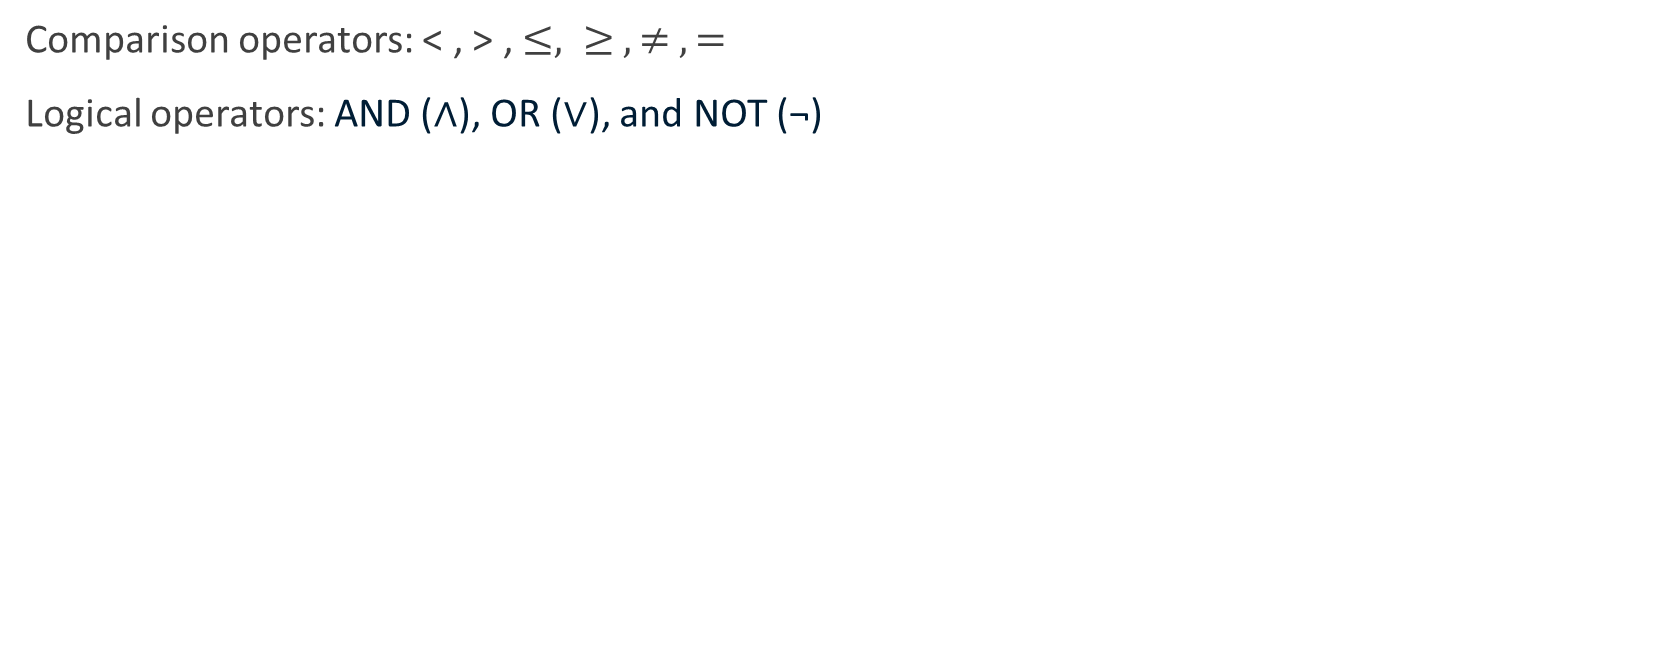 Comparison operators: < , > , ≤, ≥ , ≠ , =
Logical operators: AND (∧), OR (∨), and NOT (¬)